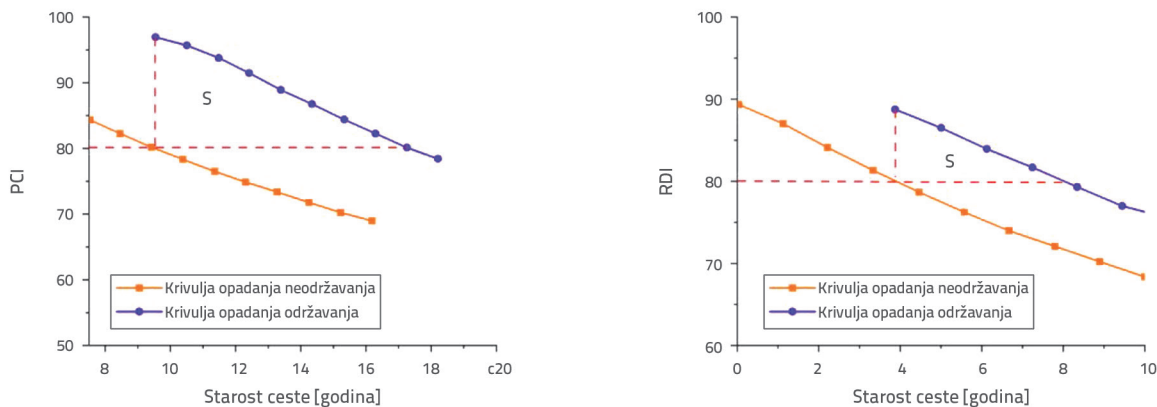 100
90
80
70
60
50
PCI
S
Krivulja opadanja neodržavanja
Krivulja opadanja održavanja
8 10 12 14 16 18 c20
Starost ceste [godina]
100
90
80
70
60
RDI
S
Krivulja opadanja neodržavanja
Krivulja opadanja održavanja
0 2 4 6 8 10
Starost ceste [godina]